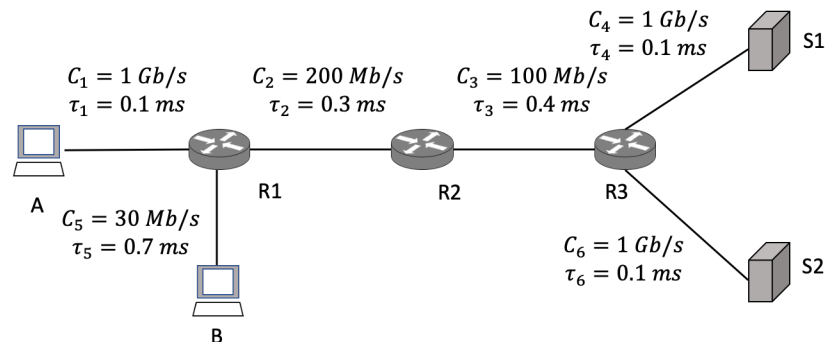 C₄ = 1 Gb/s
τ₄ = 0.1 ms
S1
C₁ = 1 Gb/s
τ₁ = 0.1 ms
C₂ = 200 Mb/s
τ₂ = 0.3 ms
C₃ = 100 Mb/s
τ₃ = 0.4 ms
A
R1
R2
R3
C₅ = 30 Mb/s
τ₅ = 0.7 ms
B
C₆ = 1 Gb/s
τ₆ = 0.1 ms
S2